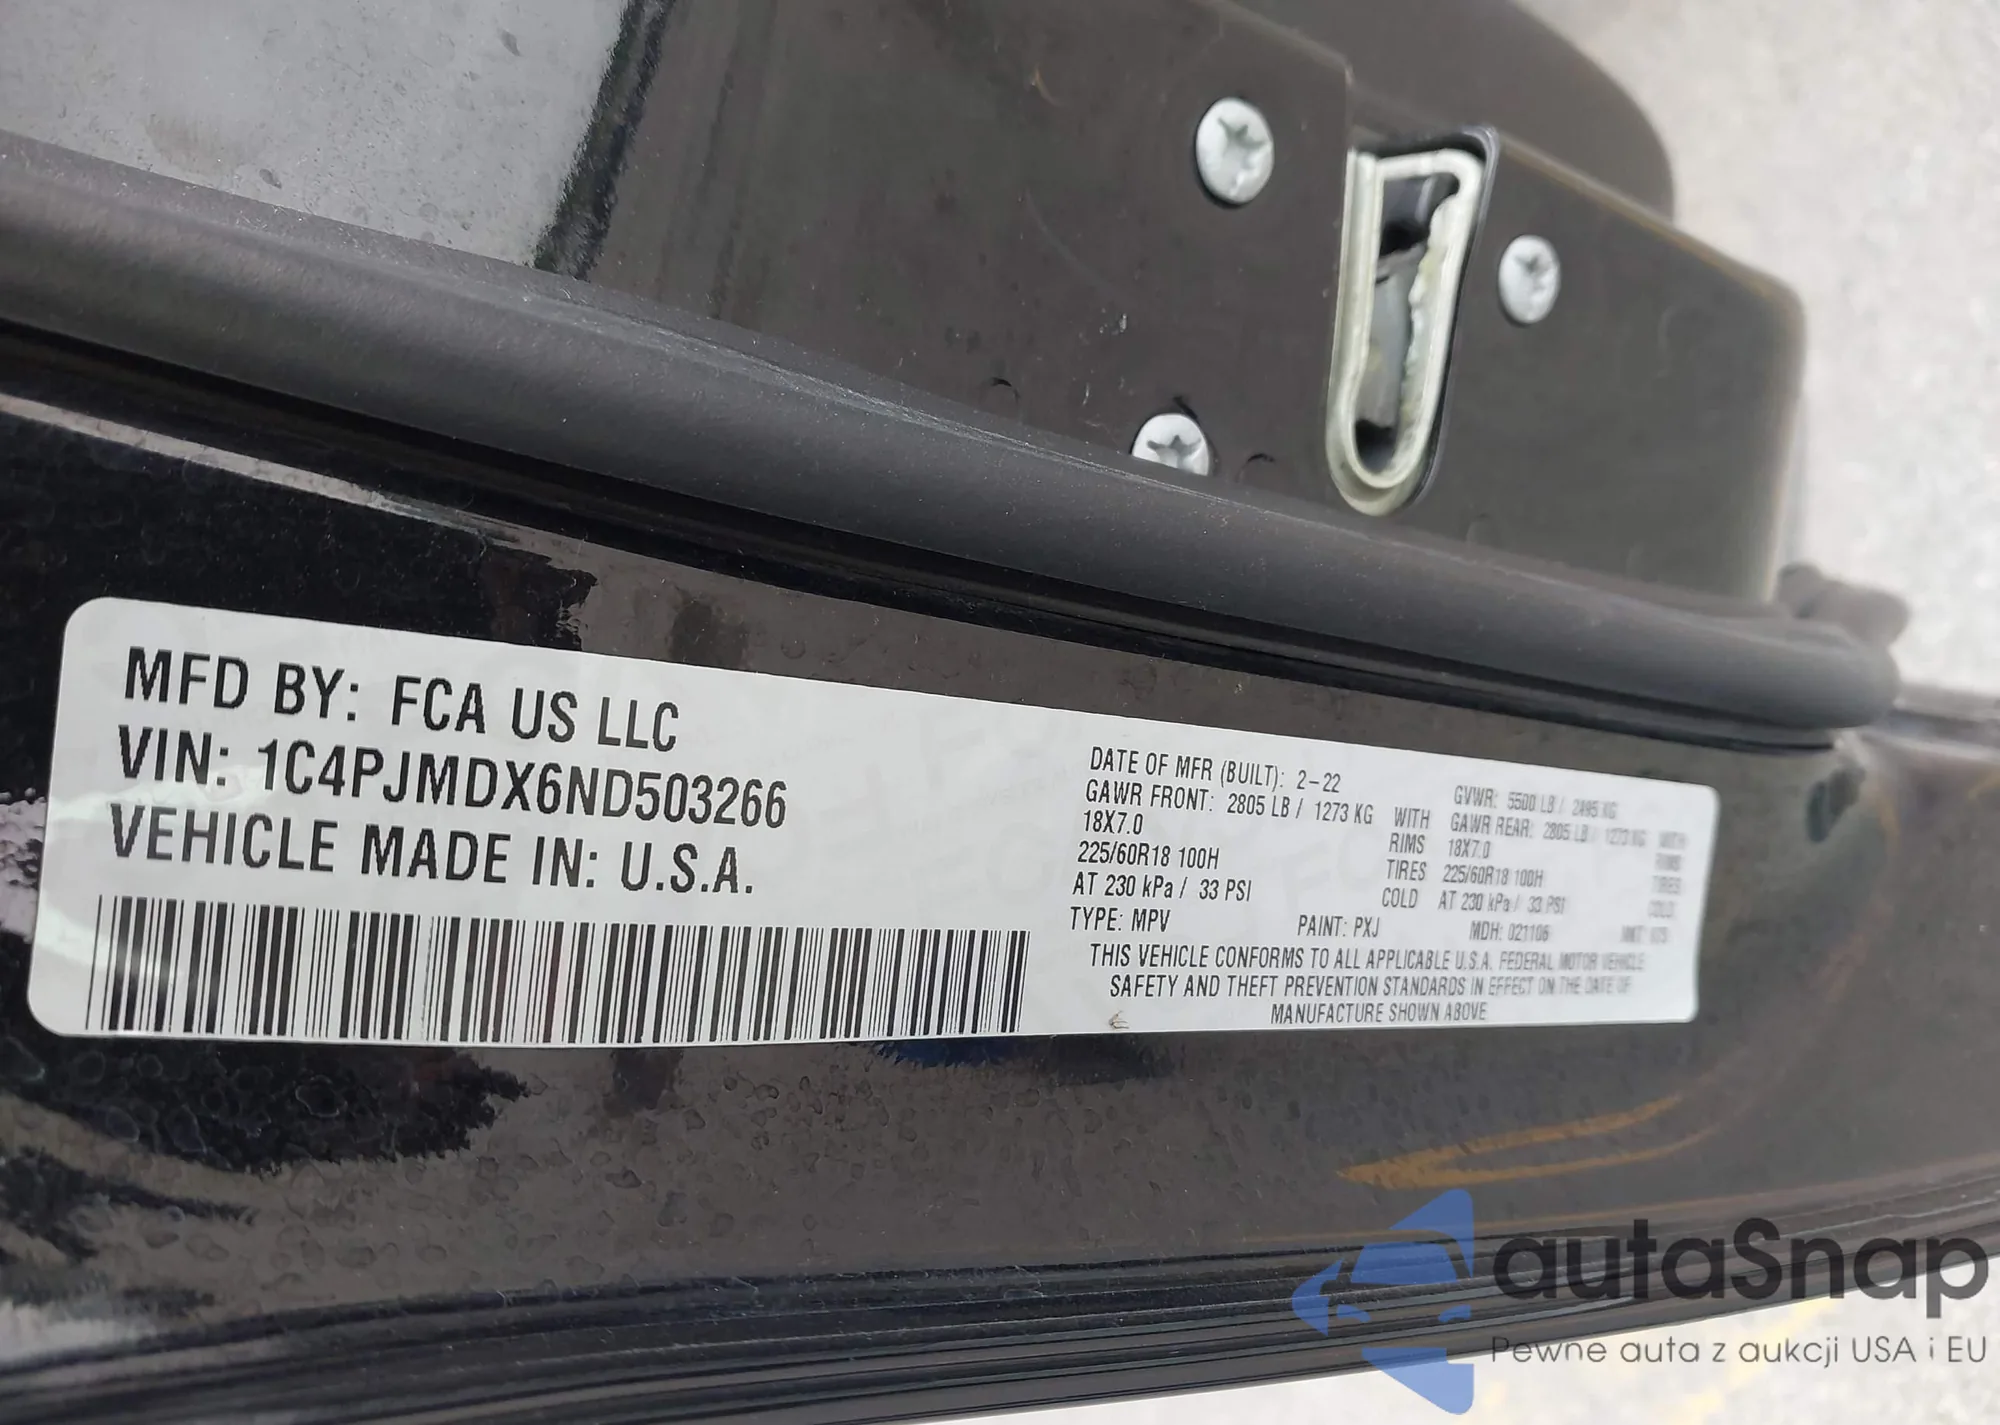 MFD BY: FCA US LLC
VIN: 1C4PJMDX6ND503266
VEHICLE MADE IN: U.S.A.
DATE OF MFR (BUILT): 2-22 GVWR: 5500 LB / 2495 KG
GAWR FRONT: 2805 LB / 1273 KG WITH GAWR REAR: 2805 LB / 1273 KG WITH
18X7.0 RIMS 18X7.0 RIMS
225/60R18 100H TIRES 225/60R18 100H TIRES
AT 230 kPa / 33 PSI COLD AT 230 kPa / 33 PSI COLD
TYPE: MPV PAINT: PXJ MDH: 021106
THIS VEHICLE CONFORMS TO ALL APPLICABLE U.S.A. FEDERAL MOTOR VEHICLE
SAFETY AND THEFT PREVENTION STANDARDS IN EFFECT ON THE DATE OF
MANUFACTURE SHOWN ABOVE
autaSnap
Pewne auta z aukcji USA i EU